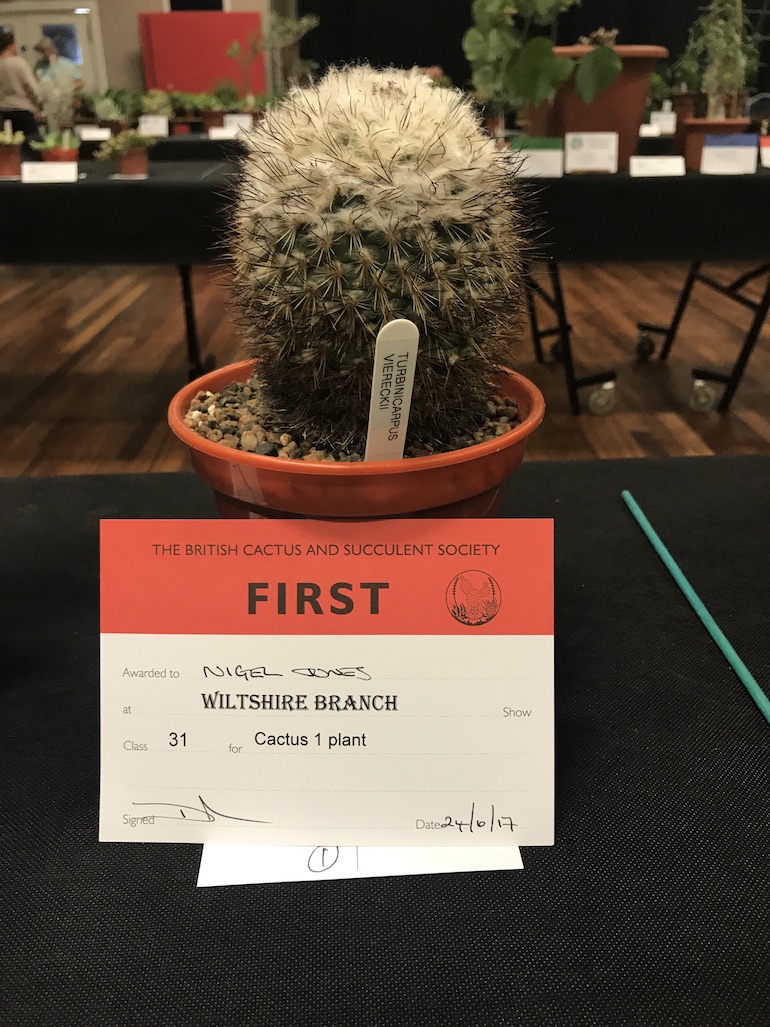 TURBINICARPUS
VIERECKII
THE BRITISH CACTUS AND SUCCULENT SOCIETY
FIRST
Awarded to NIGEL JONES
at WILTSHIRE BRANCH Show
Class 31 for Cactus 1 plant
Signed Date 24/6/17
1